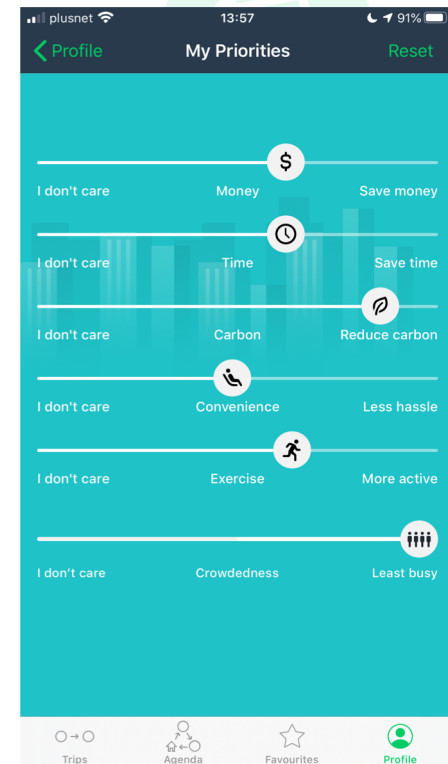 plusnet 13:57 91%
Profile My Priorities Reset
$
I don't care Money Save money
I don't care Time Save time
I don't care Carbon Reduce carbon
I don't care Convenience Less hassle
I don't care Exercise More active
I don't care Crowdedness Least busy
Trips Agenda Favourites Profile